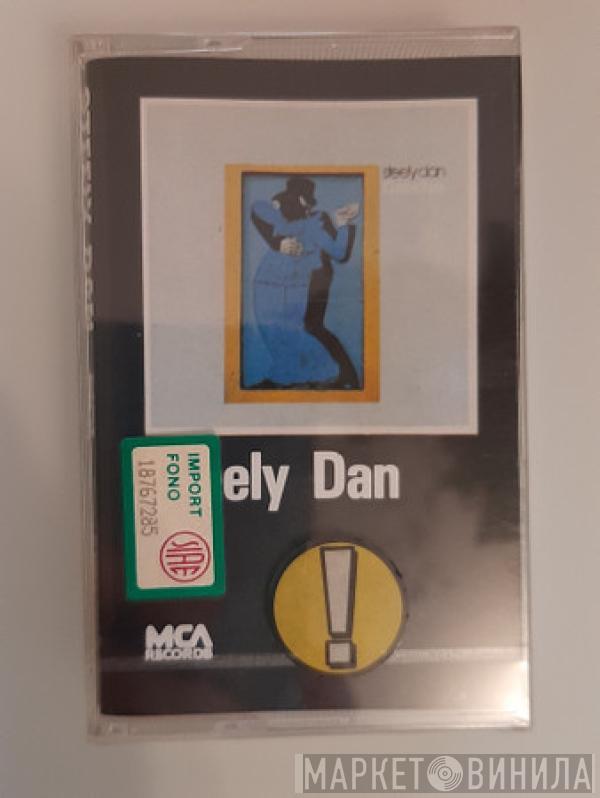 steely dan
ely Dan
IMPORT
FONO
18767285
SIAE
MCA
RECORDS
!
МАРКЕТ ВИНИЛА